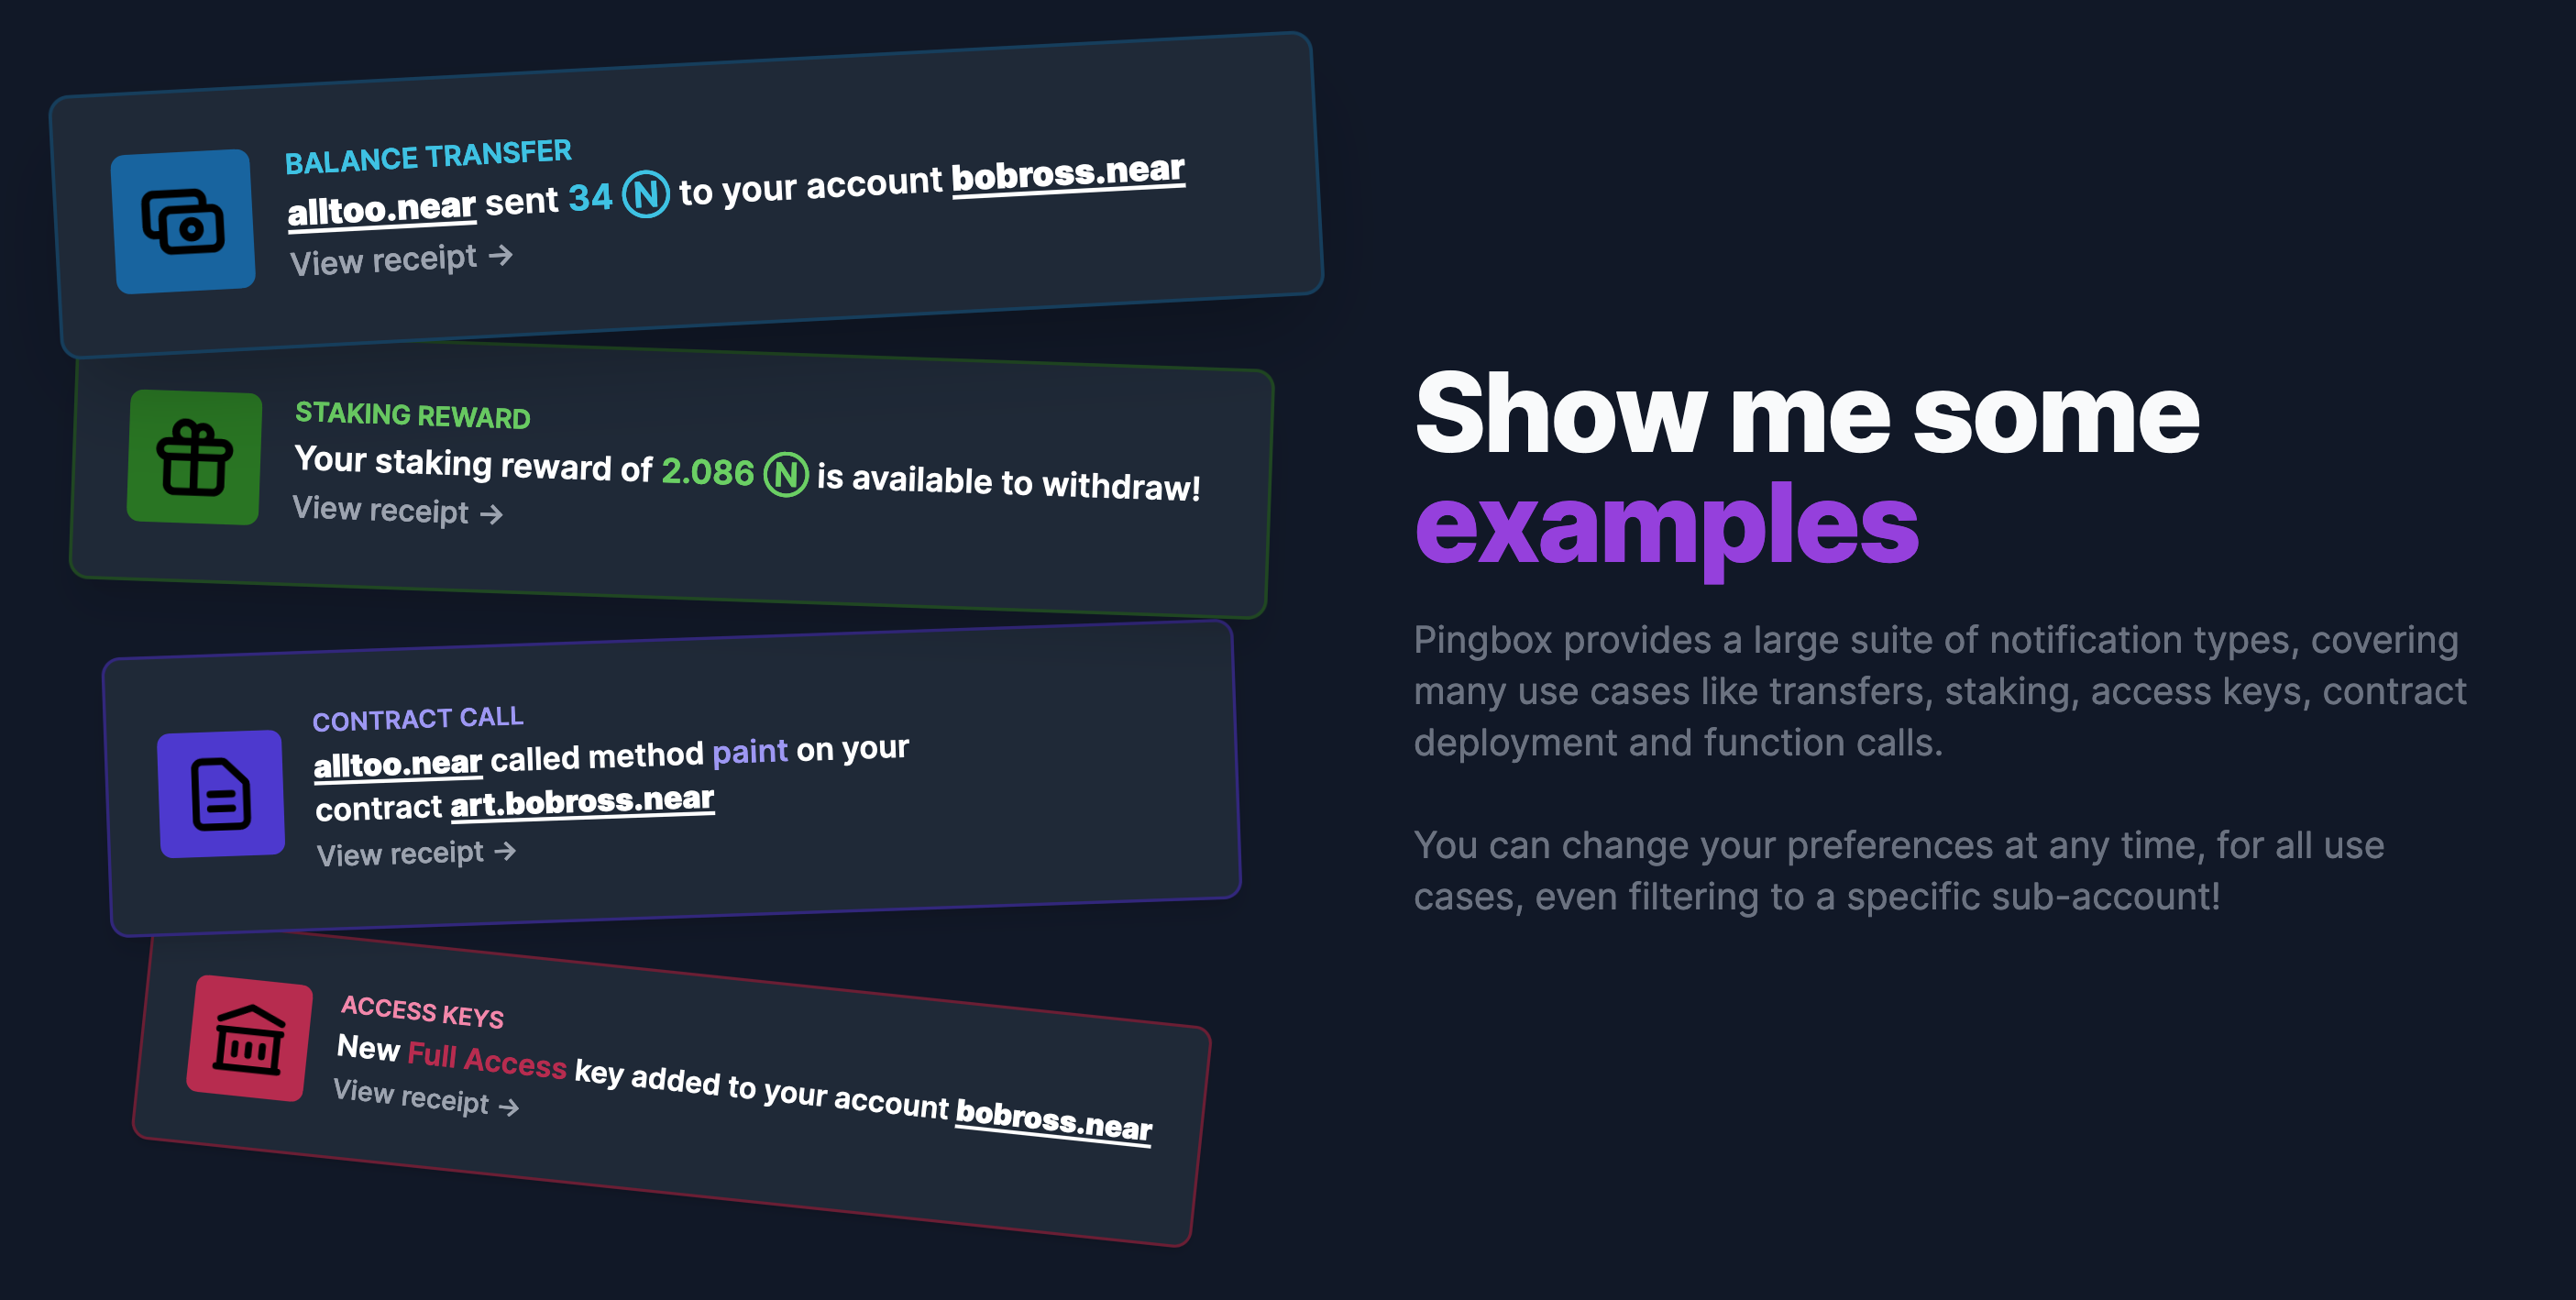 BALANCE TRANSFER
alltoo.near sent 34 N to your account bobross.near
View receipt →
STAKING REWARD
Your staking reward of 2.086 N is available to withdraw!
View receipt →
CONTRACT CALL
alltoo.near called method paint on your
contract art.bobross.near
View receipt →
ACCESS KEYS
New Full Access key added to your account bobross.near
View receipt →
Show me some
examples
Pingbox provides a large suite of notification types, covering
many use cases like transfers, staking, access keys, contract
deployment and function calls.
You can change your preferences at any time, for all use
cases, even filtering to a specific sub-account!